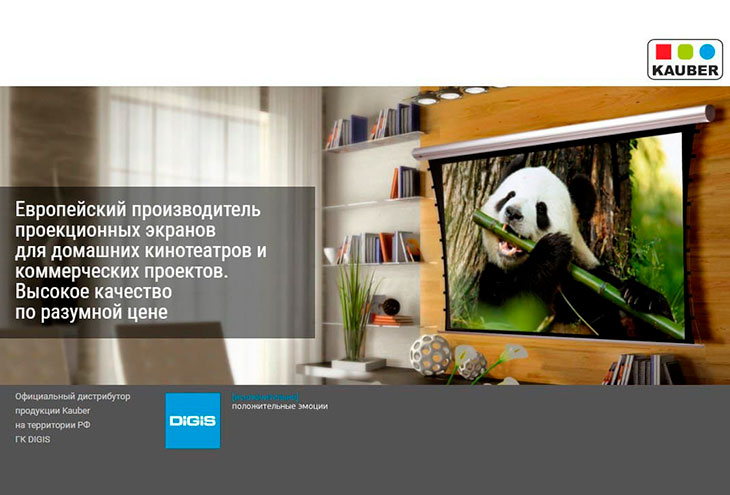 KAUBER
Европейский производитель
проекционных экранов
для домашних кинотеатров и
коммерческих проектов.
Высокое качество
по разумной цене
Официальный дистрибутор
продукции Kauber
на территории РФ
ГК DIGIS
DiGiS
положительные эмоции